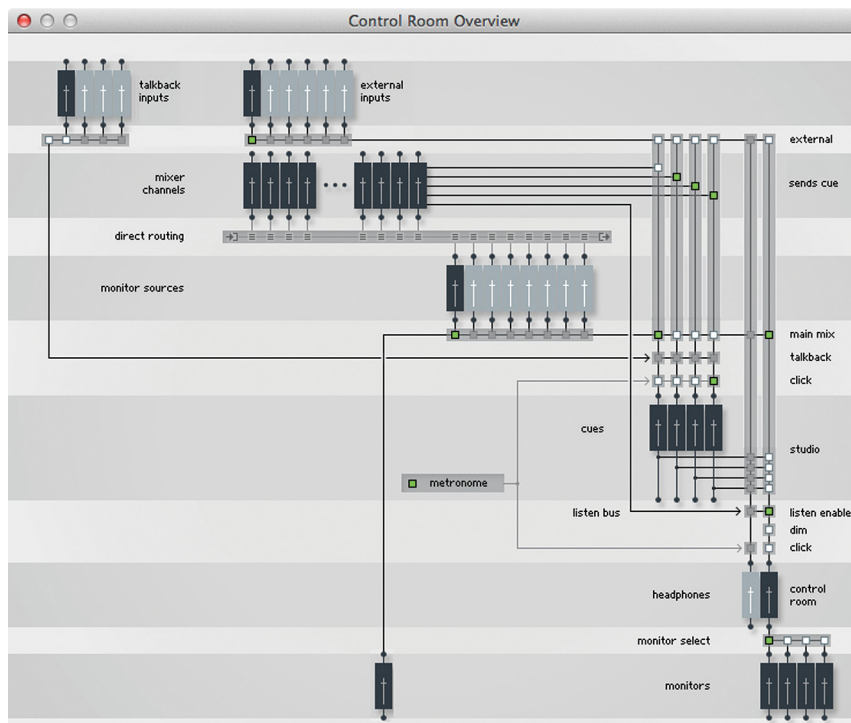 Control Room Overview
talkback
inputs
external
inputs
external
mixer
channels
sends cue
direct routing
monitor sources
main mix
talkback
click
cues
studio
metronome
listen bus
listen enable
dim
click
headphones
control
room
monitor select
monitors